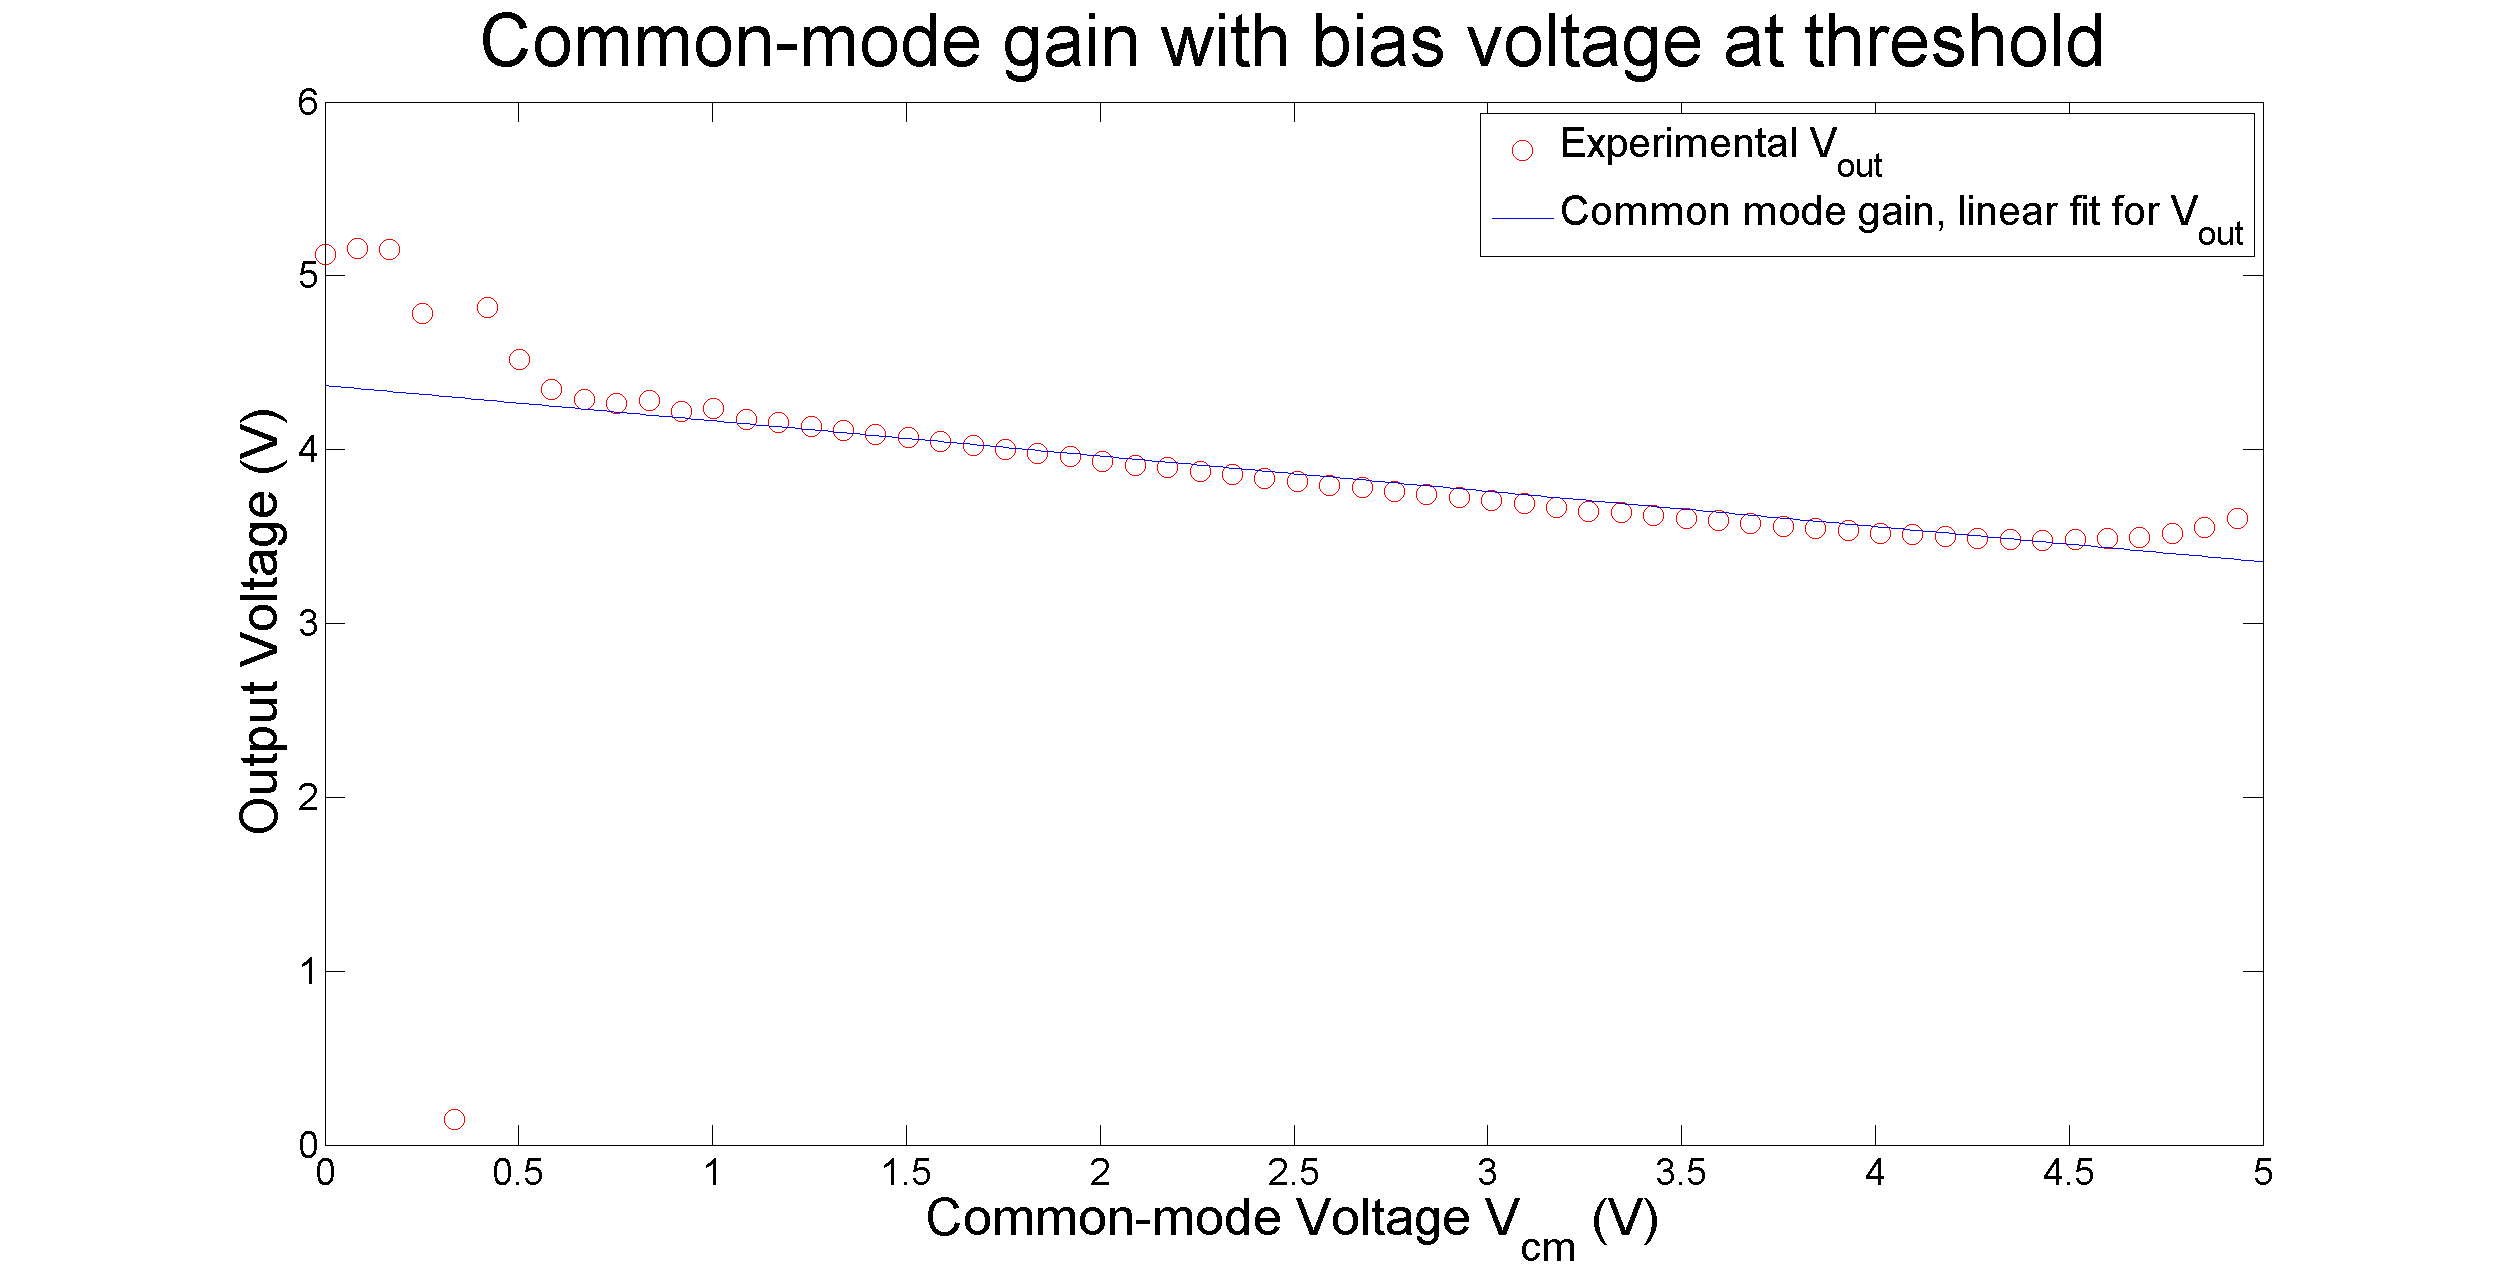 Common-mode gain with bias voltage at threshold
Experimental Vout
Common mode gain, linear fit for Vout
Output Voltage (V)
6
5
4
3
2
1
0
0 0.5 1 1.5 2 2.5 3 3.5 4 4.5 5
Common-mode Voltage Vcm (V)